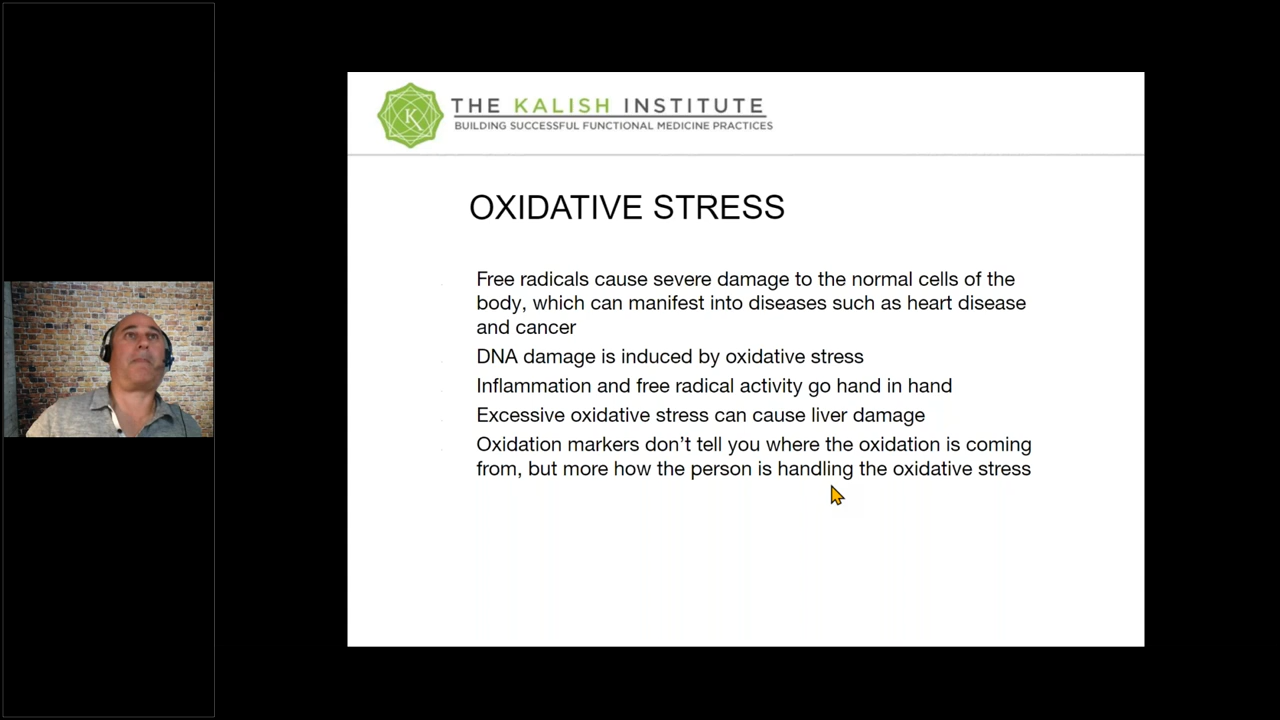 THE KALISH INSTITUTE
BUILDING SUCCESSFUL FUNCTIONAL MEDICINE PRACTICES
K
OXIDATIVE STRESS
Free radicals cause severe damage to the normal cells of the
body, which can manifest into diseases such as heart disease
and cancer
DNA damage is induced by oxidative stress
Inflammation and free radical activity go hand in hand
Excessive oxidative stress can cause liver damage
Oxidation markers don’t tell you where the oxidation is coming
from, but more how the person is handling the oxidative stress